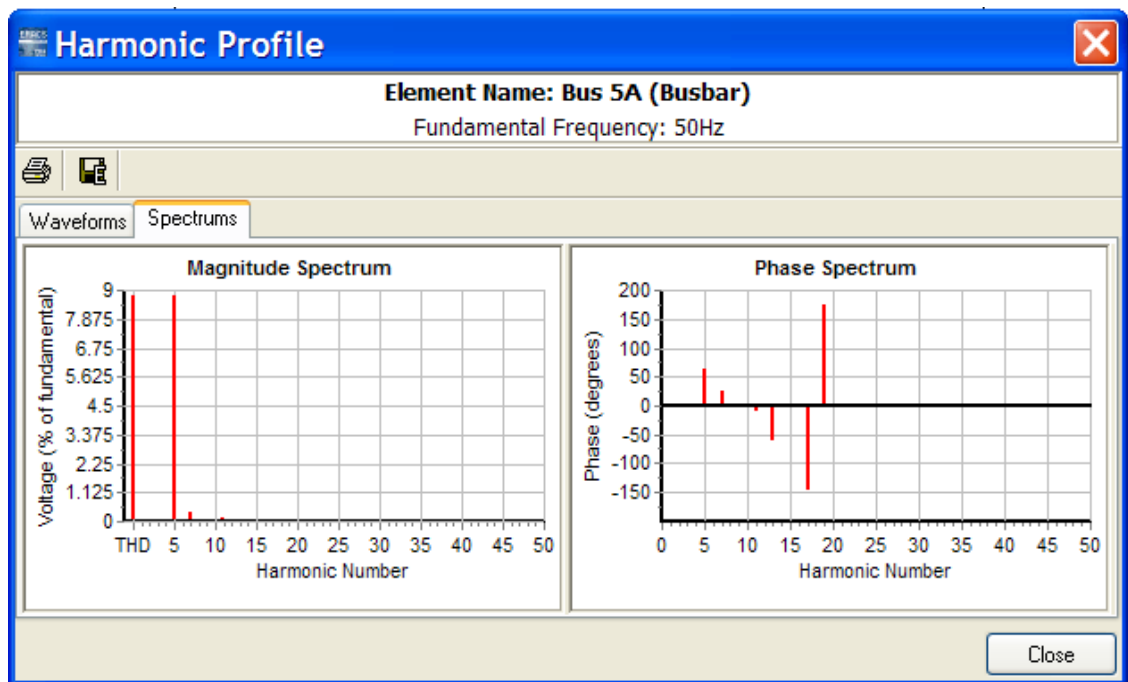 Harmonic Profile
Element Name: Bus 5A (Busbar)
Fundamental Frequency: 50Hz
Waveforms Spectrums
Magnitude Spectrum
Voltage (% of fundamental)
9
7.875
6.75
5.625
4.5
3.375
2.25
1.125
0
THD 5 10 15 20 25 30 35 40 45 50
Harmonic Number
Phase Spectrum
Phase (degrees)
200
150
100
50
0
-50
-100
-150
0 5 10 15 20 25 30 35 40 45 50
Harmonic Number
Close